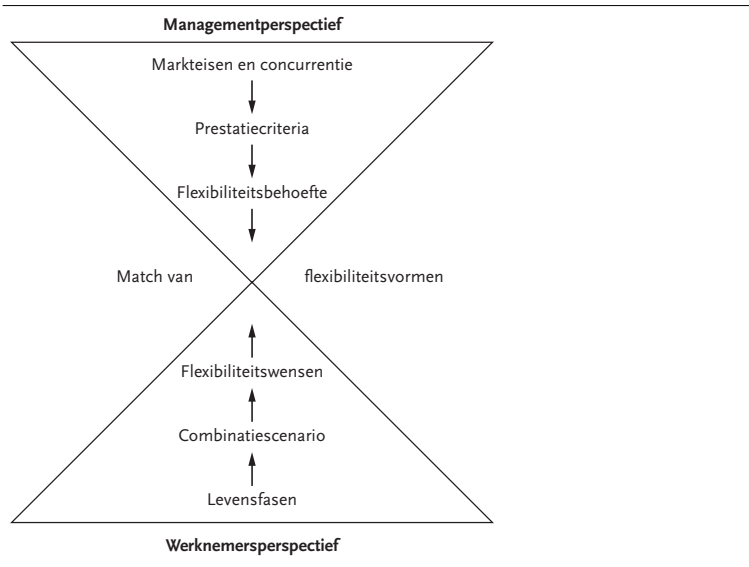 Managementperspectief
Markteisen en concurrentie
Prestatiecriteria
Flexibiliteitsbehoefte
Match van flexibiliteitsvormen
Flexibiliteitswensen
Combinatiescenario
Levensfasen
Werknemersperspectief